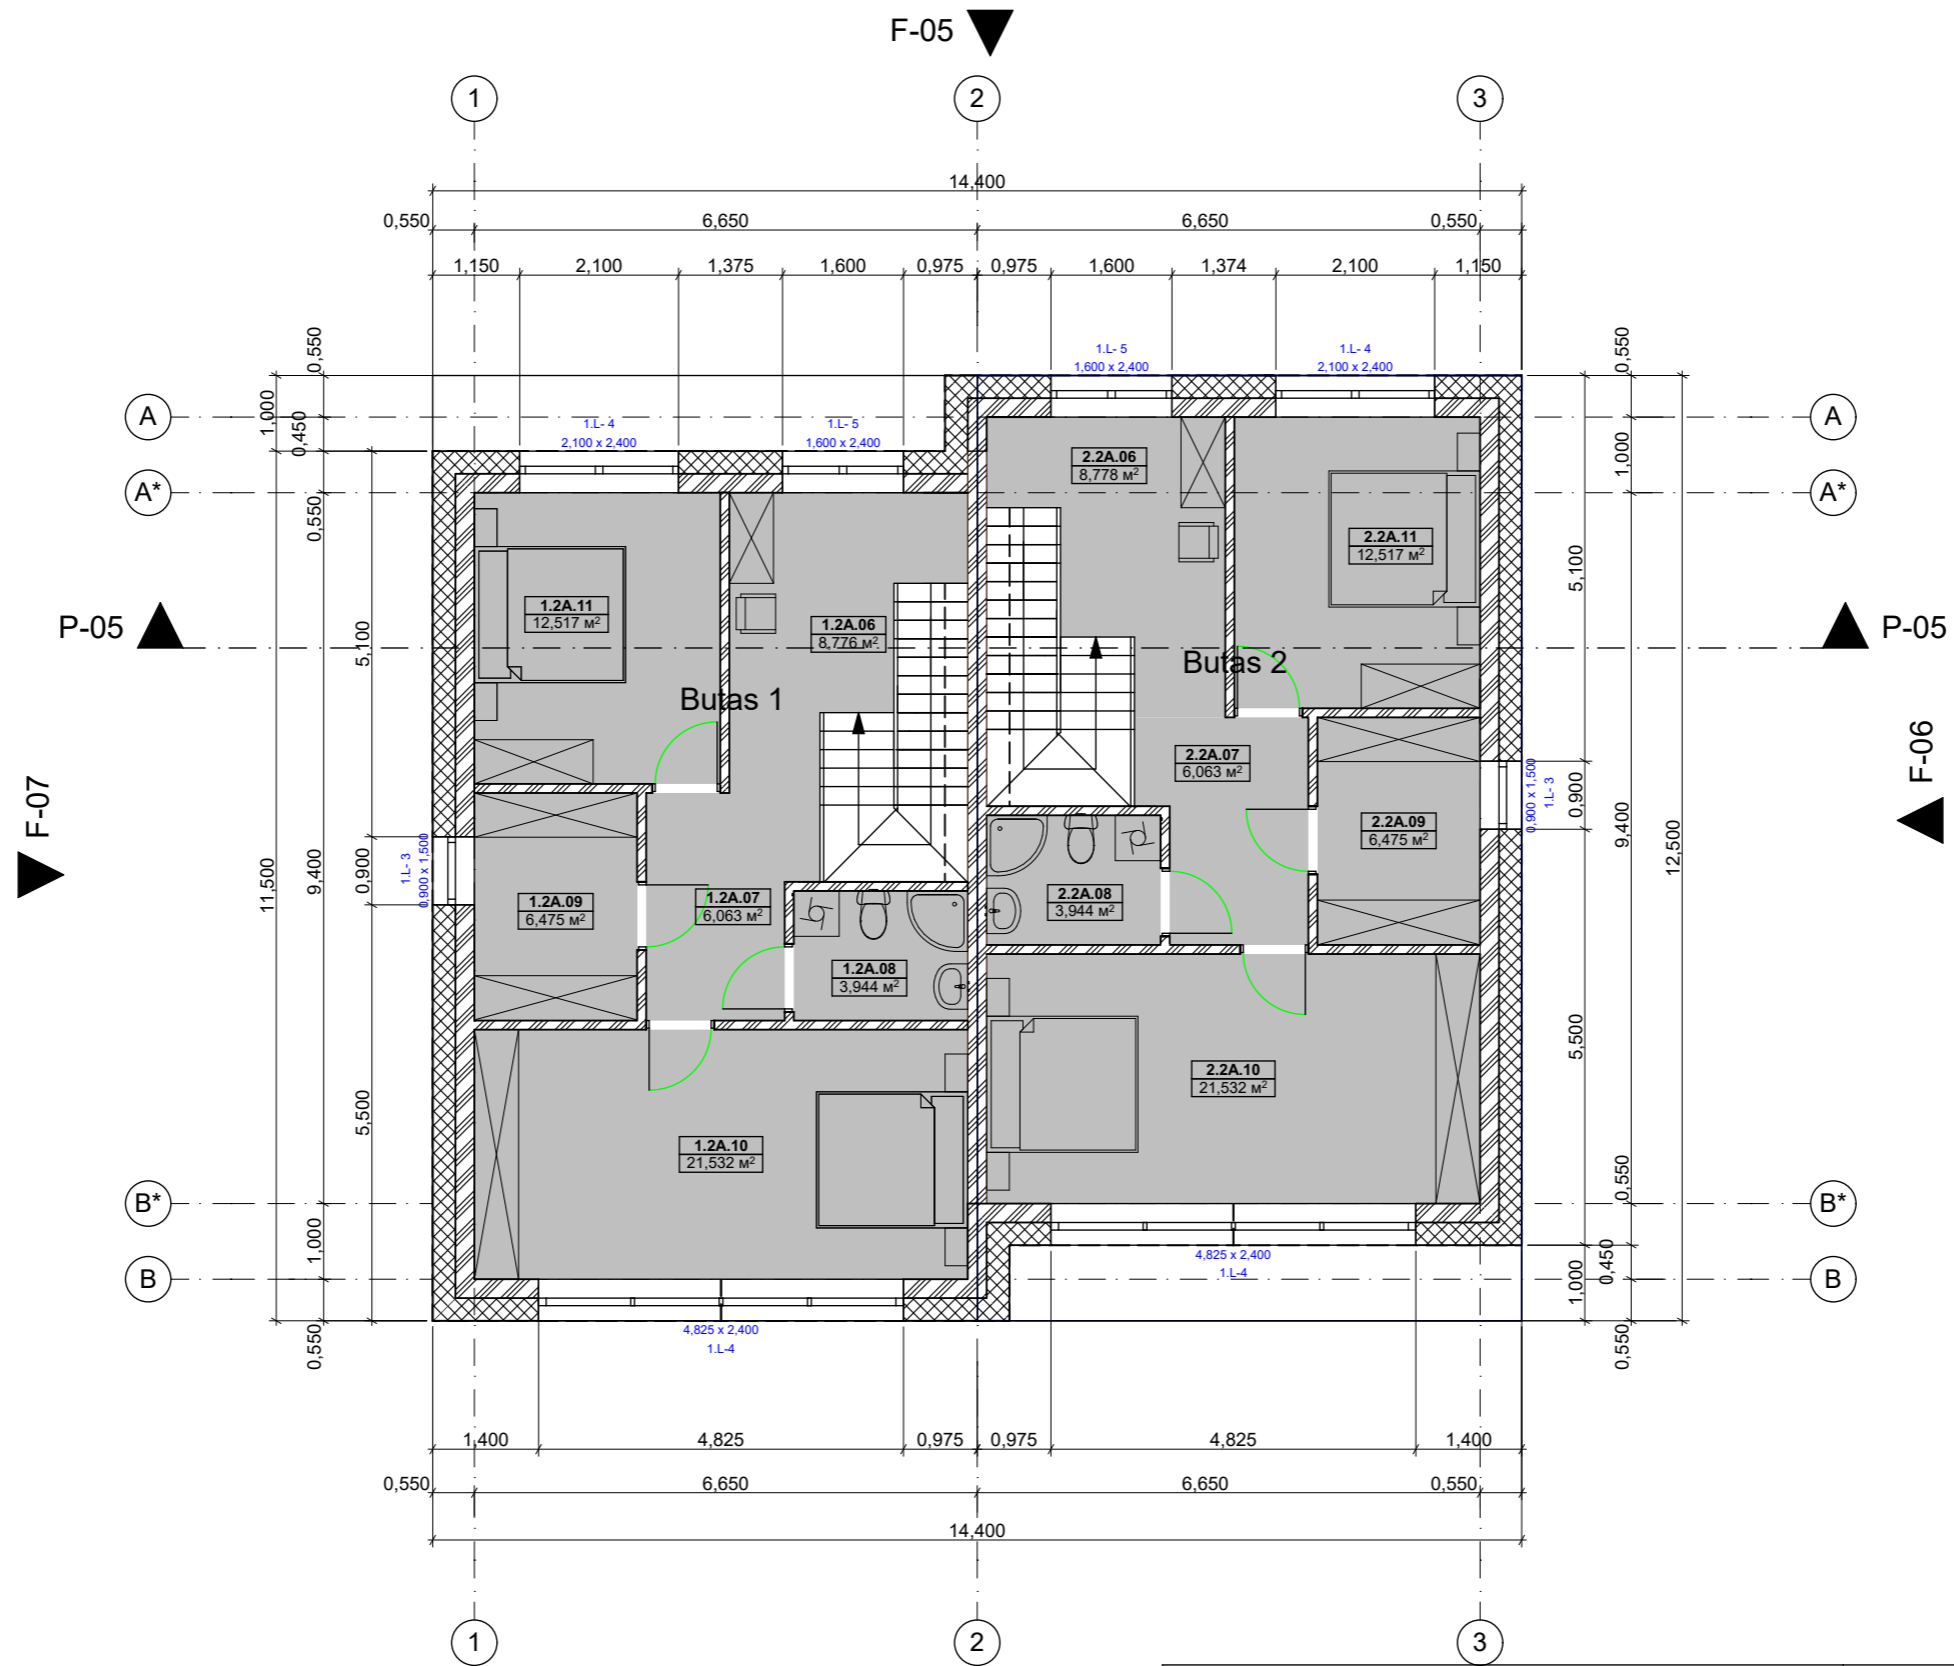 F-05
1 2 3
14,400
0,550 6,650 6,650 0,550
1,150 2,100 1,375 1,600 0,975 0,975 1,600 1,374 2,100 1,150
1.L- 5
1,600 x 2,400
1.L- 4
2,100 x 2,400
1.L- 4
2,100 x 2,400
1.L- 5
1,600 x 2,400
A
A*
B*
B
A
A*
B*
B
P-05
P-05
F-07
F-06
0,550
1,000
0,450
0,550
5,100
11,500
9,400
0,900
5,500
1,000
0,550
1.L- 3
0,900 x 1,500
0,550
1,000
5,100
0,900
9,400
12,500
5,500
0,550
0,450
1,000
0,550
0,900 x 1,500
1.L- 3
Butas 1
1.2A.11
12,517 м²
1.2A.06
8,776 м²
1.2A.09
6,475 м²
1.2A.07
6,063 м²
1.2A.08
3,944 м²
1.2A.10
21,532 м²
Butas 2
2.2A.06
8,778 м²
2.2A.11
12,517 м²
2.2A.07
6,063 м²
2.2A.09
6,475 м²
2.2A.08
3,944 м²
2.2A.10
21,532 м²
4,825 x 2,400
1.L-4
4,825 x 2,400
1.L-4
1,400 4,825 0,975 0,975 4,825 1,400
0,550 6,650 6,650 0,550
14,400
1 2 3